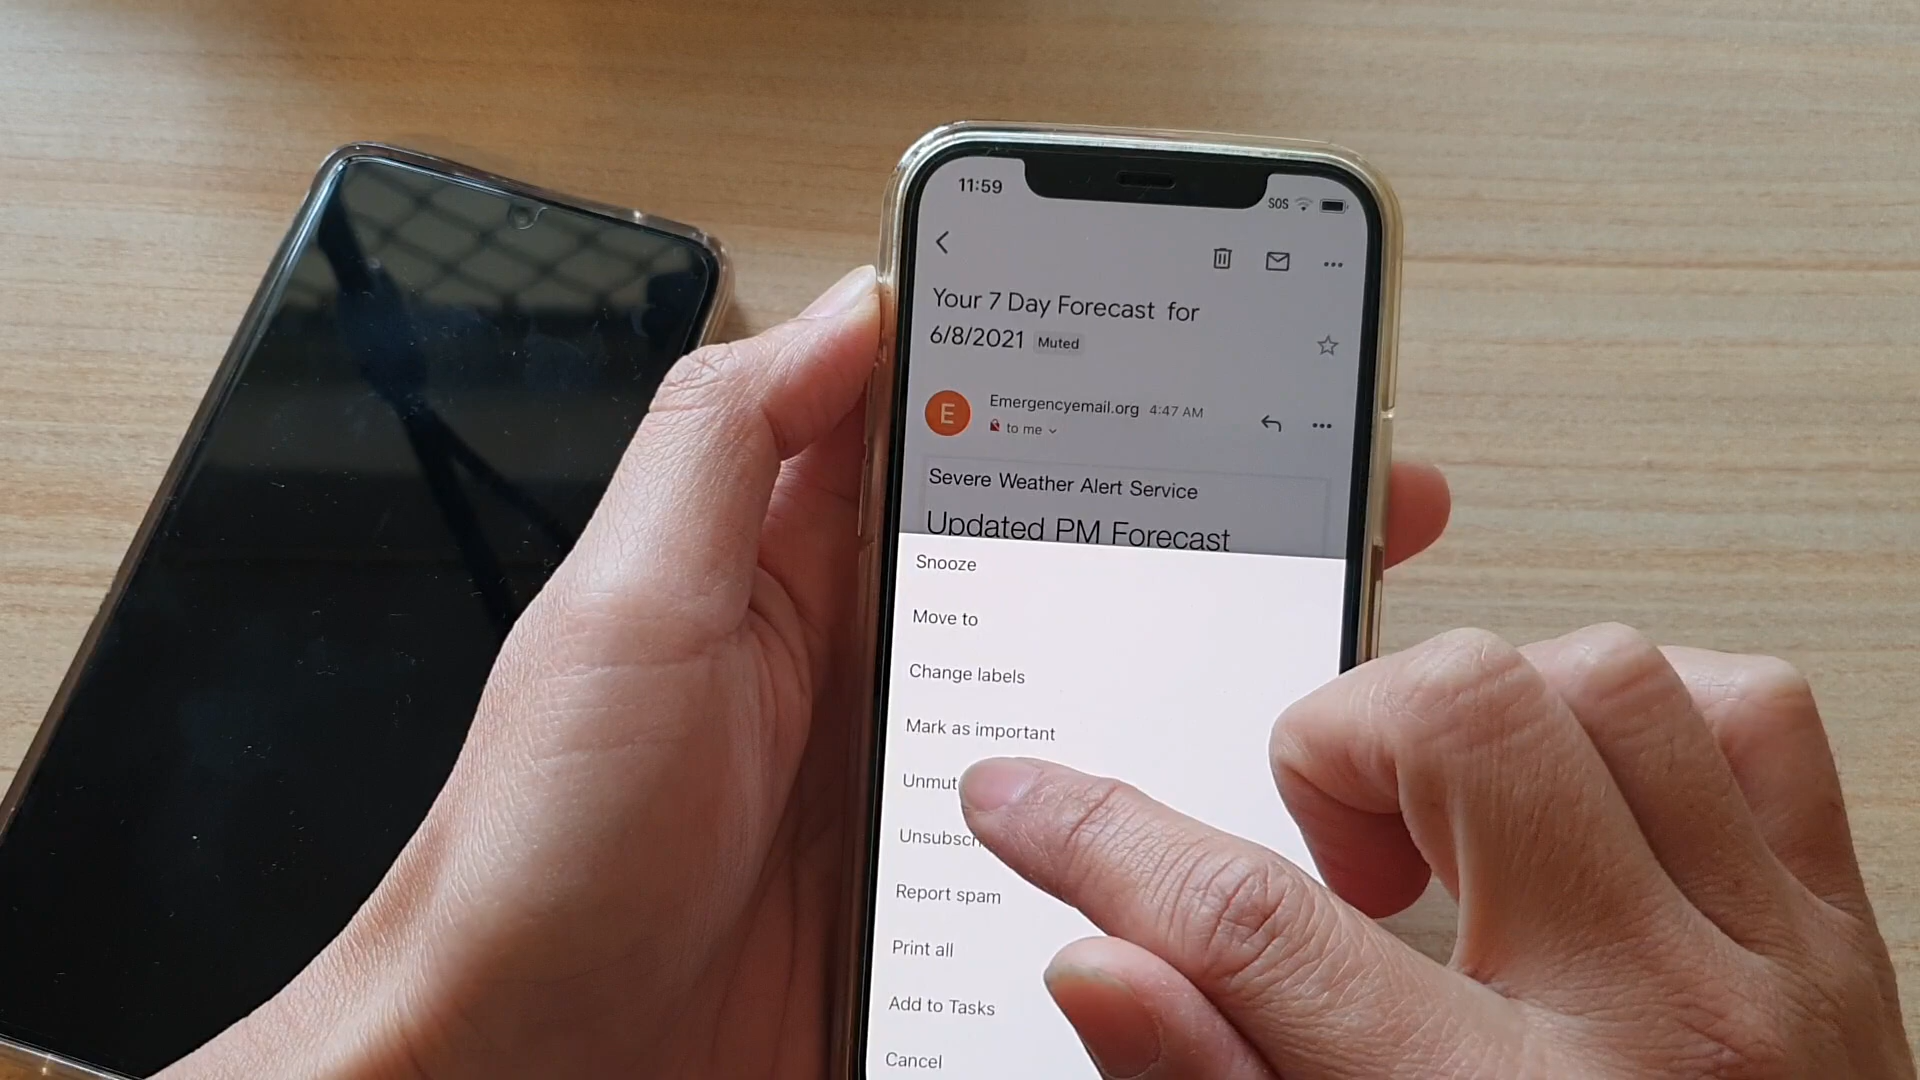 11:59
SOS
Your 7 Day Forecast for
6/8/2021 Muted
E
Emergencyemail.org 4:47 AM
to me
Severe Weather Alert Service
Updated PM Forecast
Snooze
Move to
Change labels
Mark as important
Unmut
Unsubscr
Report spam
Print all
Add to Tasks
Cancel